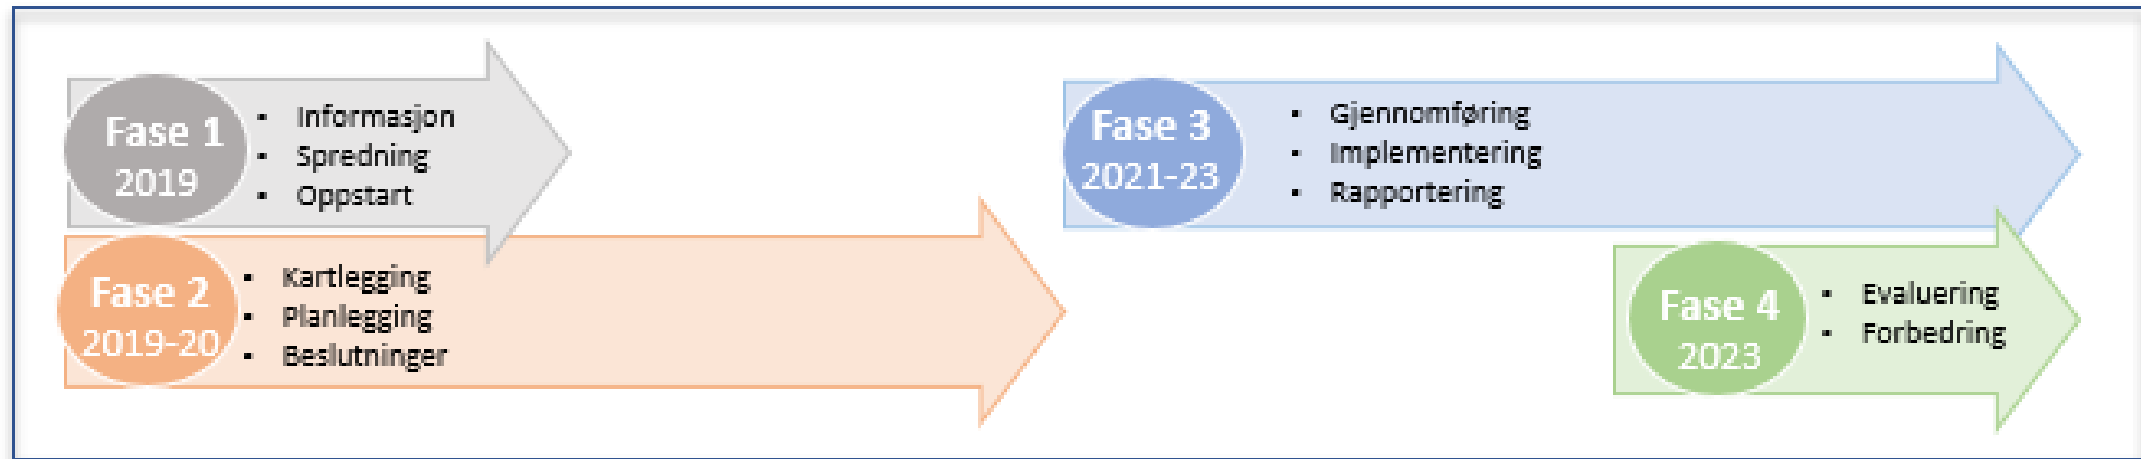 Fase 1
2019
▪ Informasjon
▪ Spredning
▪ Oppstart
Fase 2
2019-20
▪ Kartlegging
▪ Planlegging
▪ Beslutninger
Fase 3
2021-23
▪ Gjennomføring
▪ Implementering
▪ Rapportering
Fase 4
2023
▪ Evaluering
▪ Forbedring